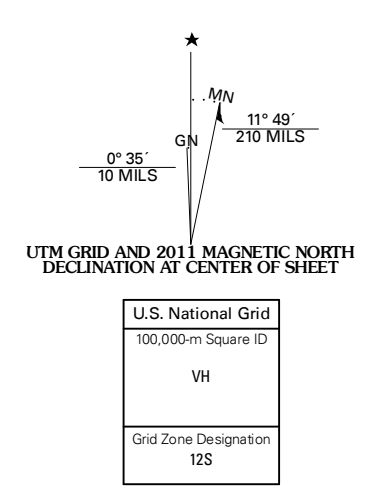 ★
MN
11° 49´
210 MILS
GN
0° 35´
10 MILS
UTM GRID AND 2011 MAGNETIC NORTH
DECLINATION AT CENTER OF SHEET
U.S. National Grid
100,000-m Square ID
VH
Grid Zone Designation
12S